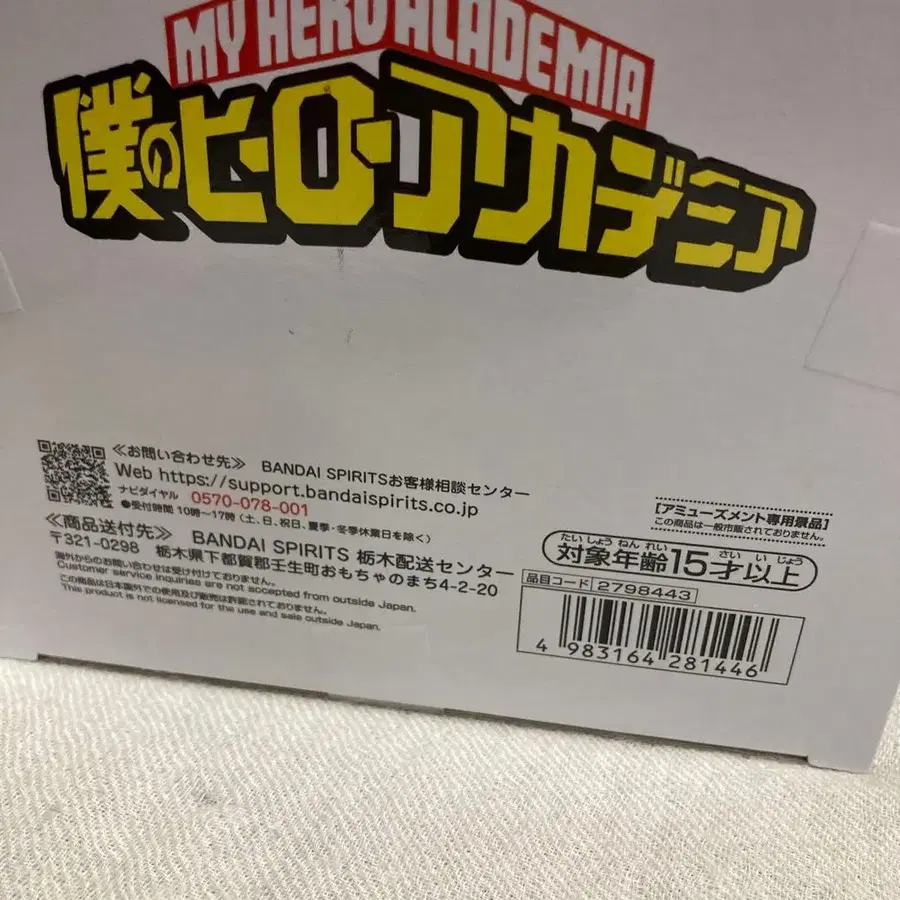 MY HERO ACADEMIA
僕のヒーローアカデミア
≪お問い合わせ先≫ BANDAI SPIRITSお客様相談センター
Web https://support.bandaispirits.co.jp
ナビダイヤル 0570-078-001
●受付時間 10時〜17時(土、日、祝日、夏季・冬季休業日を除く)
≪商品送付先≫ BANDAI SPIRITS 栃木配送センター
〒321-0298 栃木県下都賀郡壬生町おもちゃのまち4-2-20
海外からのお問い合わせは受け付けておりません。
Customer service inquiries are not accepted from outside Japan.
この商品は日本国外での使用及び販売は許諾されておりません。
This product is not licensed for the use and sale outside Japan.
[アミューズメント専用景品]
この商品は一般市販されておりません。
たい しょう ねん れい さい い じょう
対象年齢15才以上
品目コード 2798443
4 983164 281446